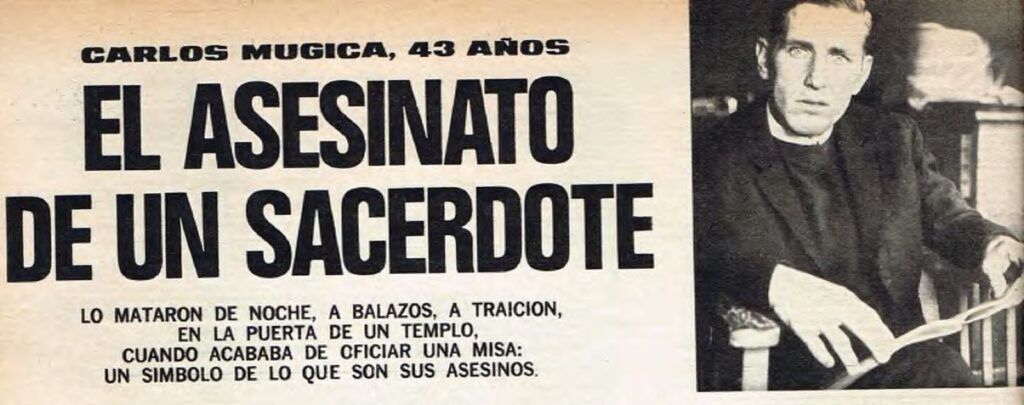 CARLOS MUGICA, 43 AÑOS
EL ASESINATO
DE UN SACERDOTE
LO MATARON DE NOCHE, A BALAZOS, A TRAICION,
EN LA PUERTA DE UN TEMPLO,
CUANDO ACABABA DE OFICIAR UNA MISA:
UN SIMBOLO DE LO QUE SON SUS ASESINOS.